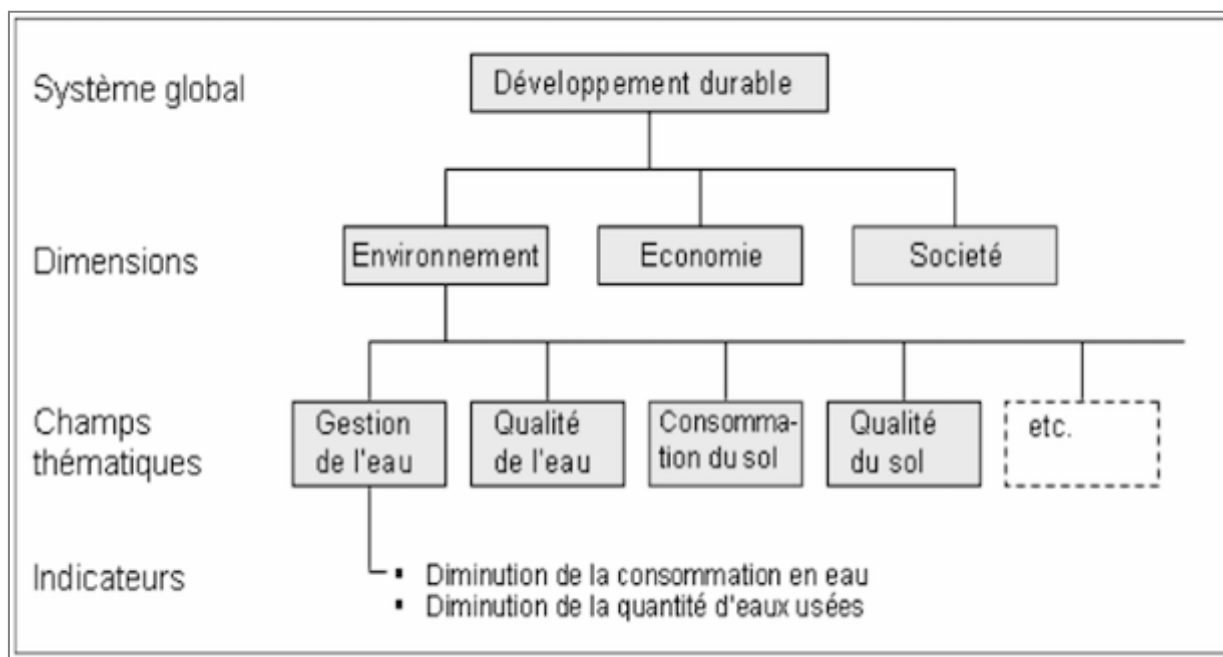 Système global
Développement durable
Dimensions
Environnement
Economie
Societé
Champs
thématiques
Gestion
de l'eau
Qualité
de l'eau
Consomma-
tion du sol
Qualité
du sol
etc.
Indicateurs
▪ Diminution de la consommation en eau
▪ Diminution de la quantité d'eaux usées